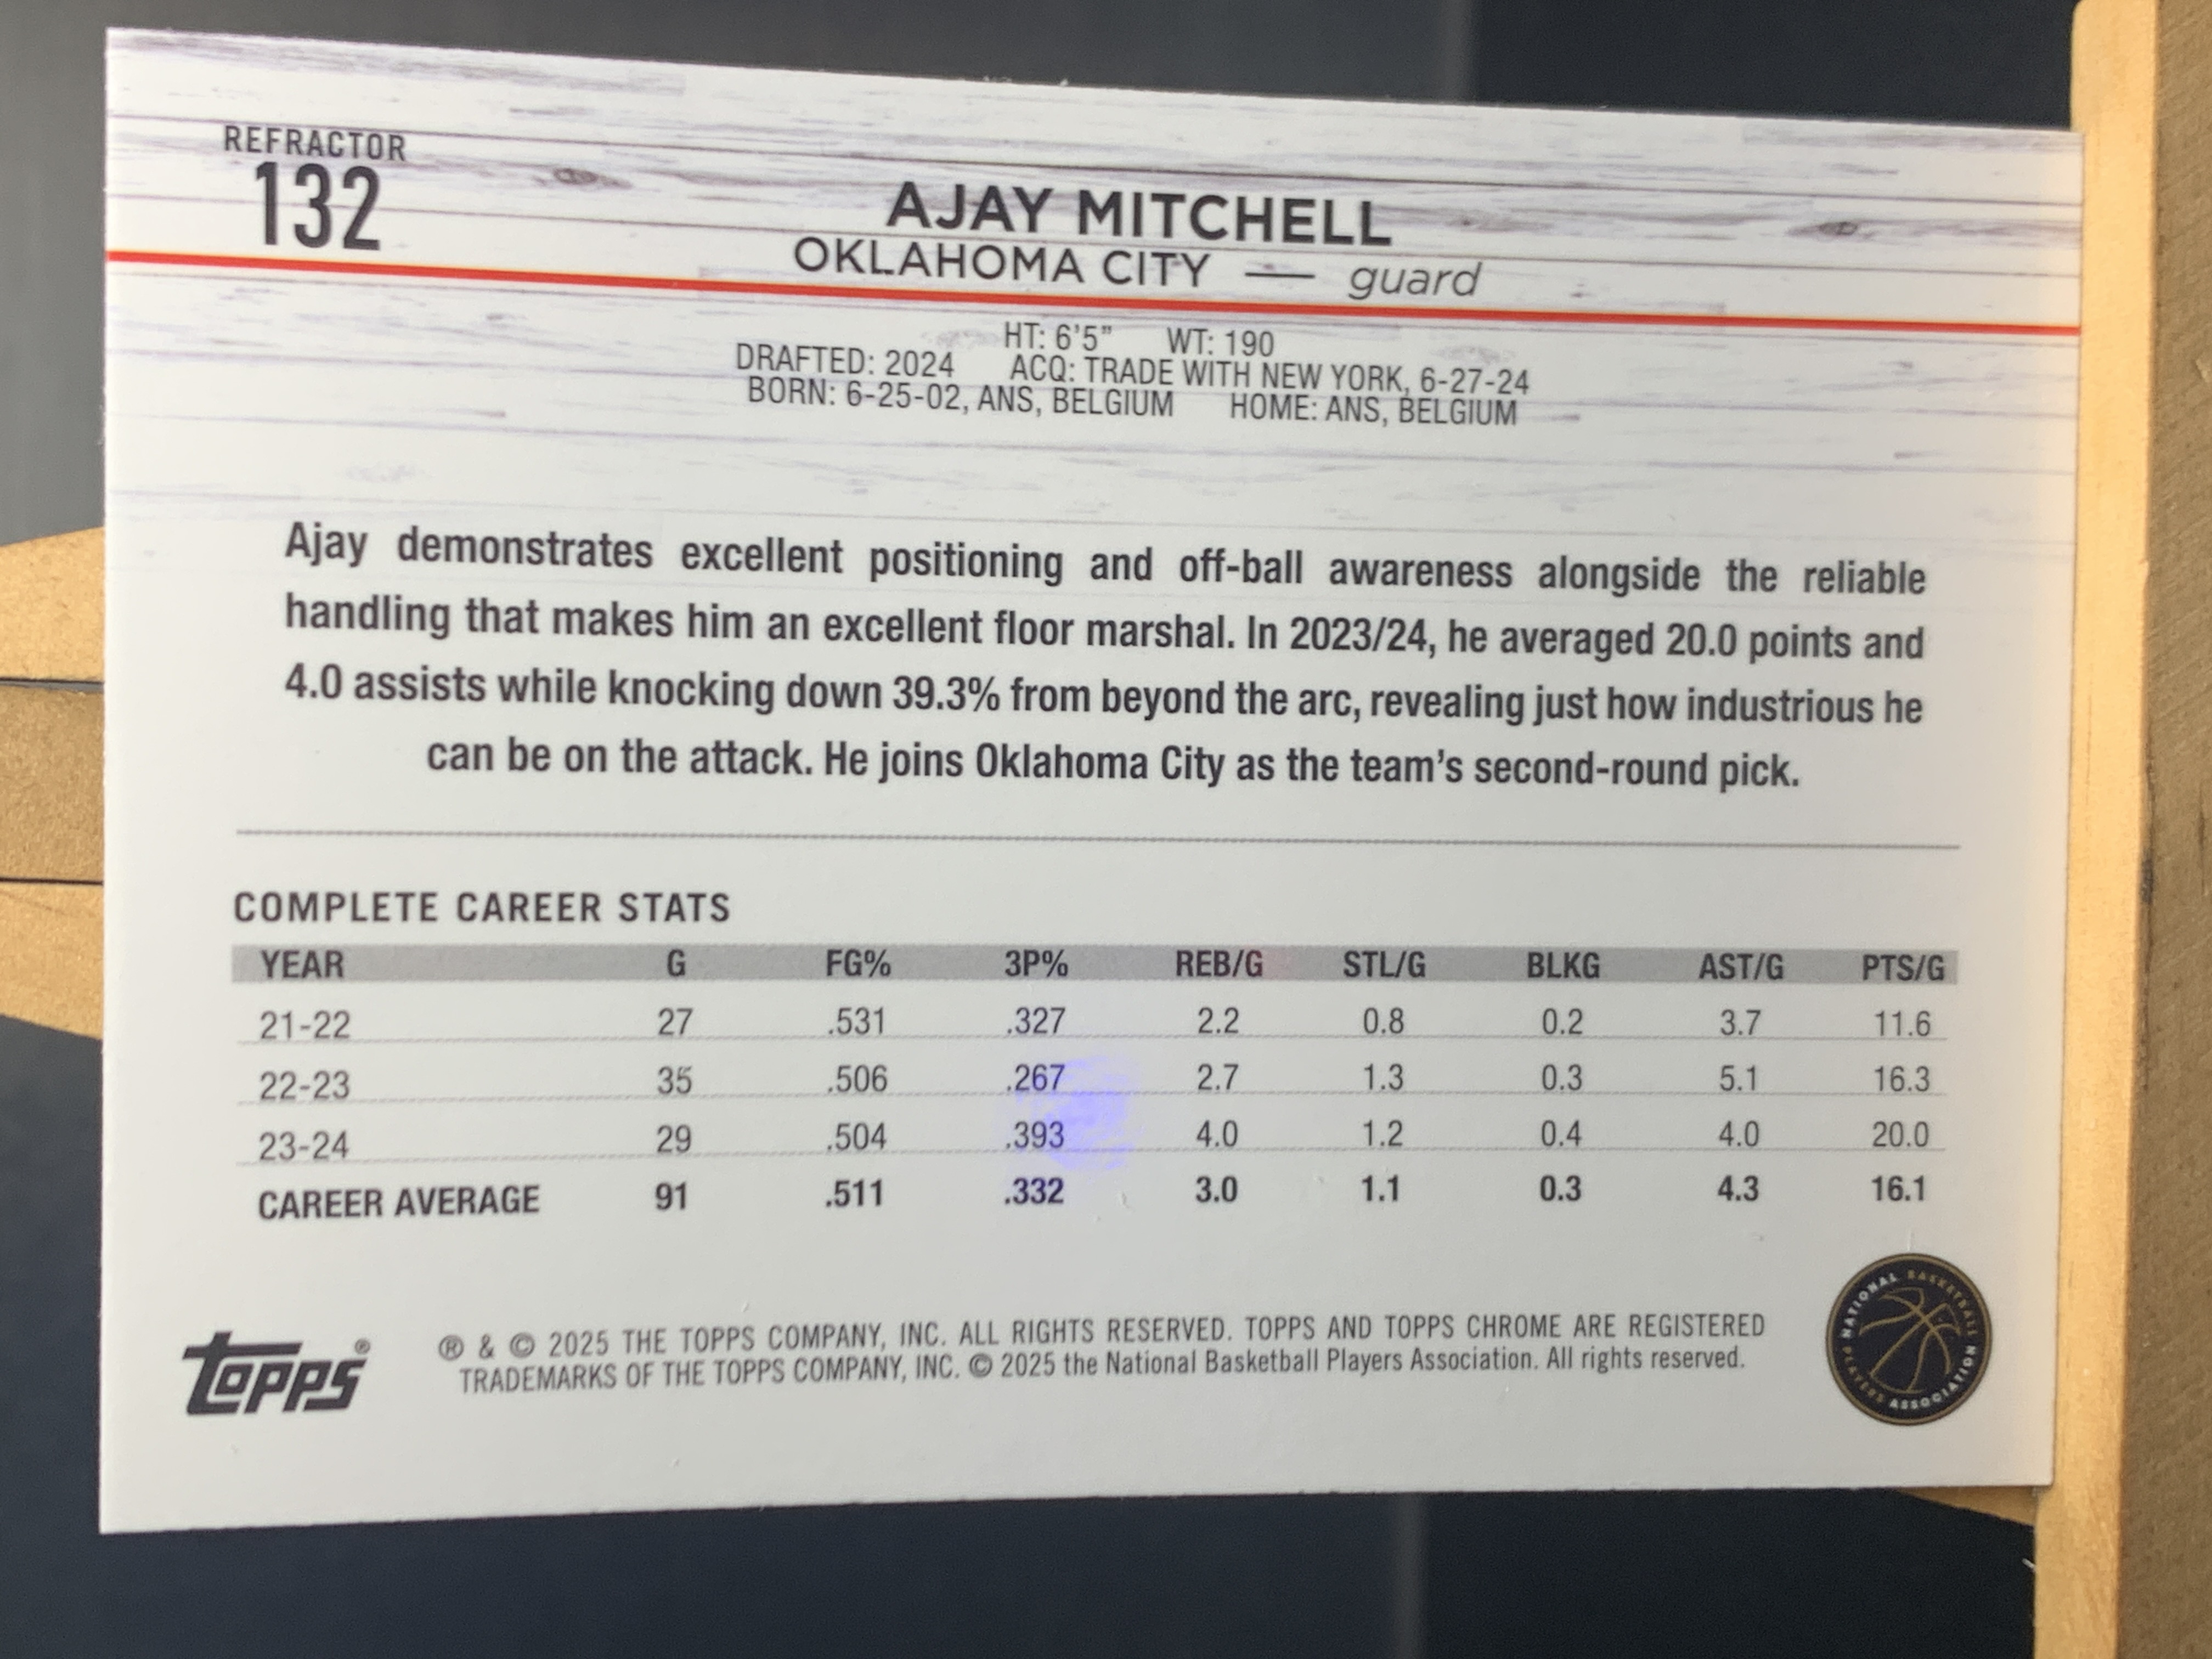 REFRACTOR
132
AJAY MITCHELL
OKLAHOMA CITY — guard
HT: 6'5" WT: 190
DRAFTED: 2024 ACQ: TRADE WITH NEW YORK, 6-27-24
BORN: 6-25-02, ANS, BELGIUM HOME: ANS, BELGIUM
Ajay demonstrates excellent positioning and off-ball awareness alongside the reliable
handling that makes him an excellent floor marshal. In 2023/24, he averaged 20.0 points and
4.0 assists while knocking down 39.3% from beyond the arc, revealing just how industrious he
can be on the attack. He joins Oklahoma City as the team's second-round pick.
COMPLETE CAREER STATS
YEAR G FG% 3P% REB/G STL/G BLKG AST/G PTS/G
21-22 27 .531 .327 2.2 0.8 0.2 3.7 11.6
22-23 35 .506 .267 2.7 1.3 0.3 5.1 16.3
23-24 29 .504 .393 4.0 1.2 0.4 4.0 20.0
CAREER AVERAGE 91 .511 .332 3.0 1.1 0.3 4.3 16.1
topps®
® & © 2025 THE TOPPS COMPANY, INC. ALL RIGHTS RESERVED. TOPPS AND TOPPS CHROME ARE REGISTERED
TRADEMARKS OF THE TOPPS COMPANY, INC. © 2025 the National Basketball Players Association. All rights reserved.
NATIONAL BASKETBALL PLAYERS ASSOCIATION